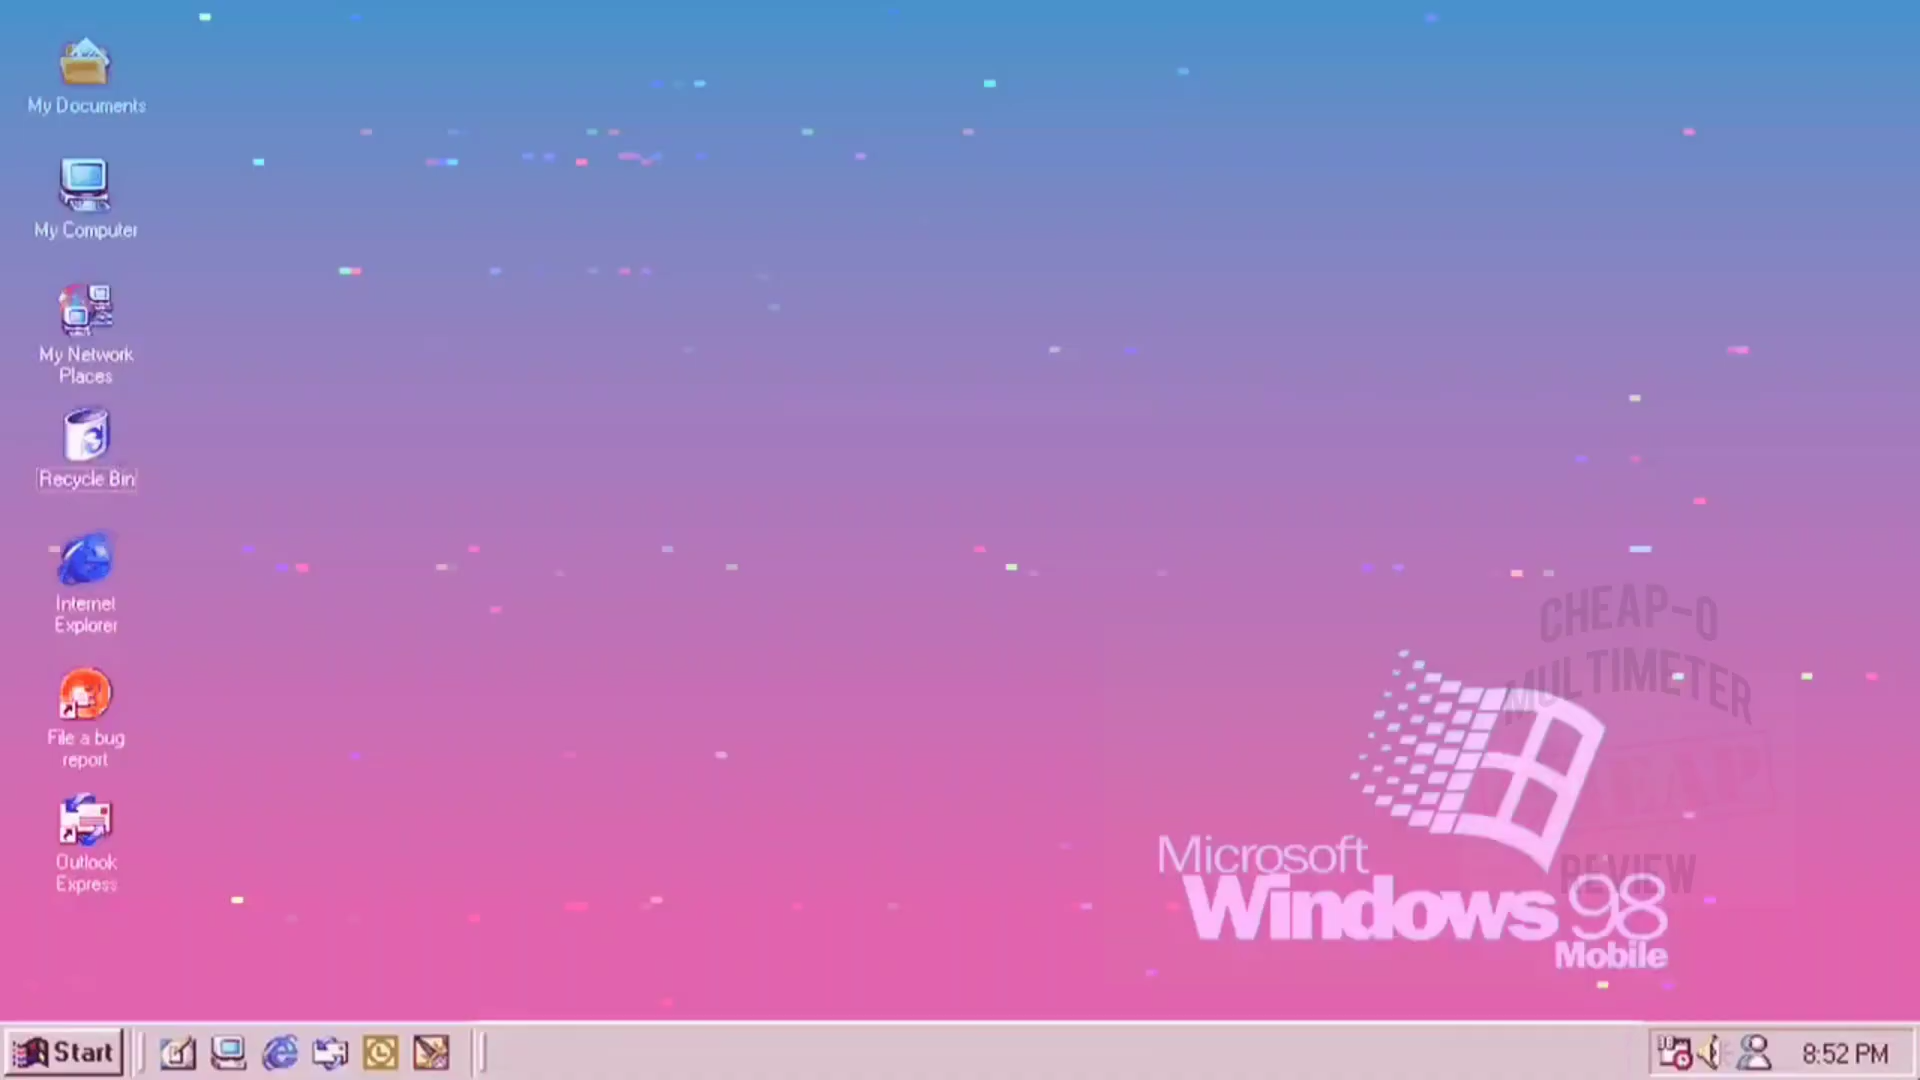 My Documents
My Computer
My Network
Places
Recycle Bin
Internet
Explorer
File a bug
report
Outlook
Express
CHEAP-O
MULTIMETER
CHEAP
REVIEW
Microsoft
Windows 98
Mobile
Start
8:52 PM